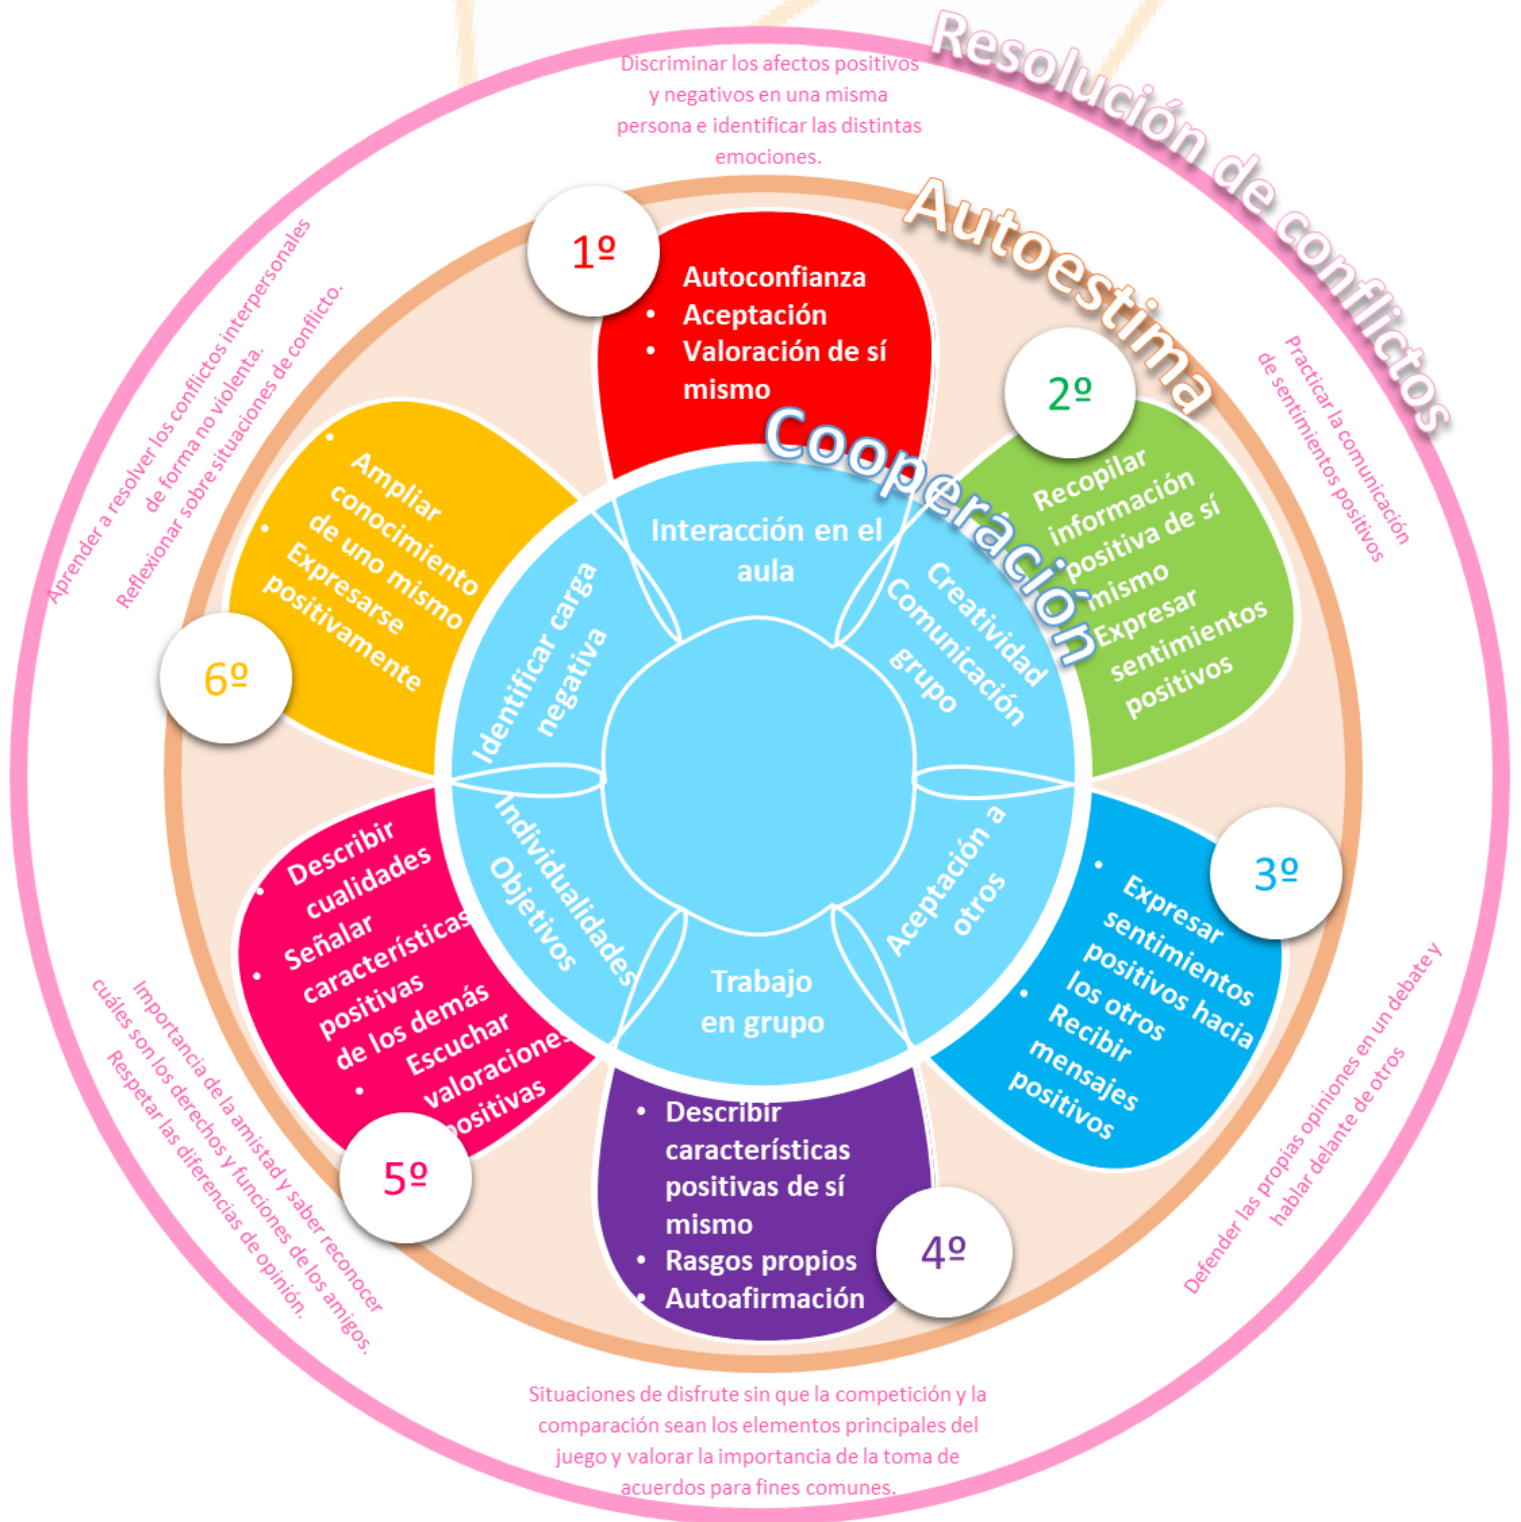 Resolución de conflictos
Discriminar los afectos positivos
y negativos en una misma
persona e identificar las distintas
emociones.
Practicar la comunicación
de sentimientos positivos
Defender las propias opiniones en un debate y
hablar delante de otros
Situaciones de disfrute sin que la competición y la
comparación sean los elementos principales del
juego y valorar la importancia de la toma de
acuerdos para fines comunes.
Importancia de la amistad y saber reconocer
cuáles son los derechos y funciones de los amigos.
Respetar las diferencias de opinión.
Aprender a resolver los conflictos interpersonales
de forma no violenta.
Reflexionar sobre situaciones de conflicto.
Autoestima
1º
Autoconfianza
• Aceptación
• Valoración de sí
mismo
2º
Recopilar
información
positiva de sí
mismo
Expresar
sentimientos
positivos
3º
• Expresar
sentimientos
positivos hacia
los otros
• Recibir
mensajes
positivos
4º
• Describir
características
positivas de sí
mismo
• Rasgos propios
• Autoafirmación
5º
• Describir
cualidades
• Señalar
características
positivas
de los demás
• Escuchar
valoraciones
positivas
6º
• Ampliar
conocimiento
de uno mismo
• Expresarse
positivamente
Cooperación
Interacción en el
aula
Creatividad
Comunicación
grupo
Aceptación a
otros
Trabajo
en grupo
Individualidades
Objetivos
Identificar carga
negativa